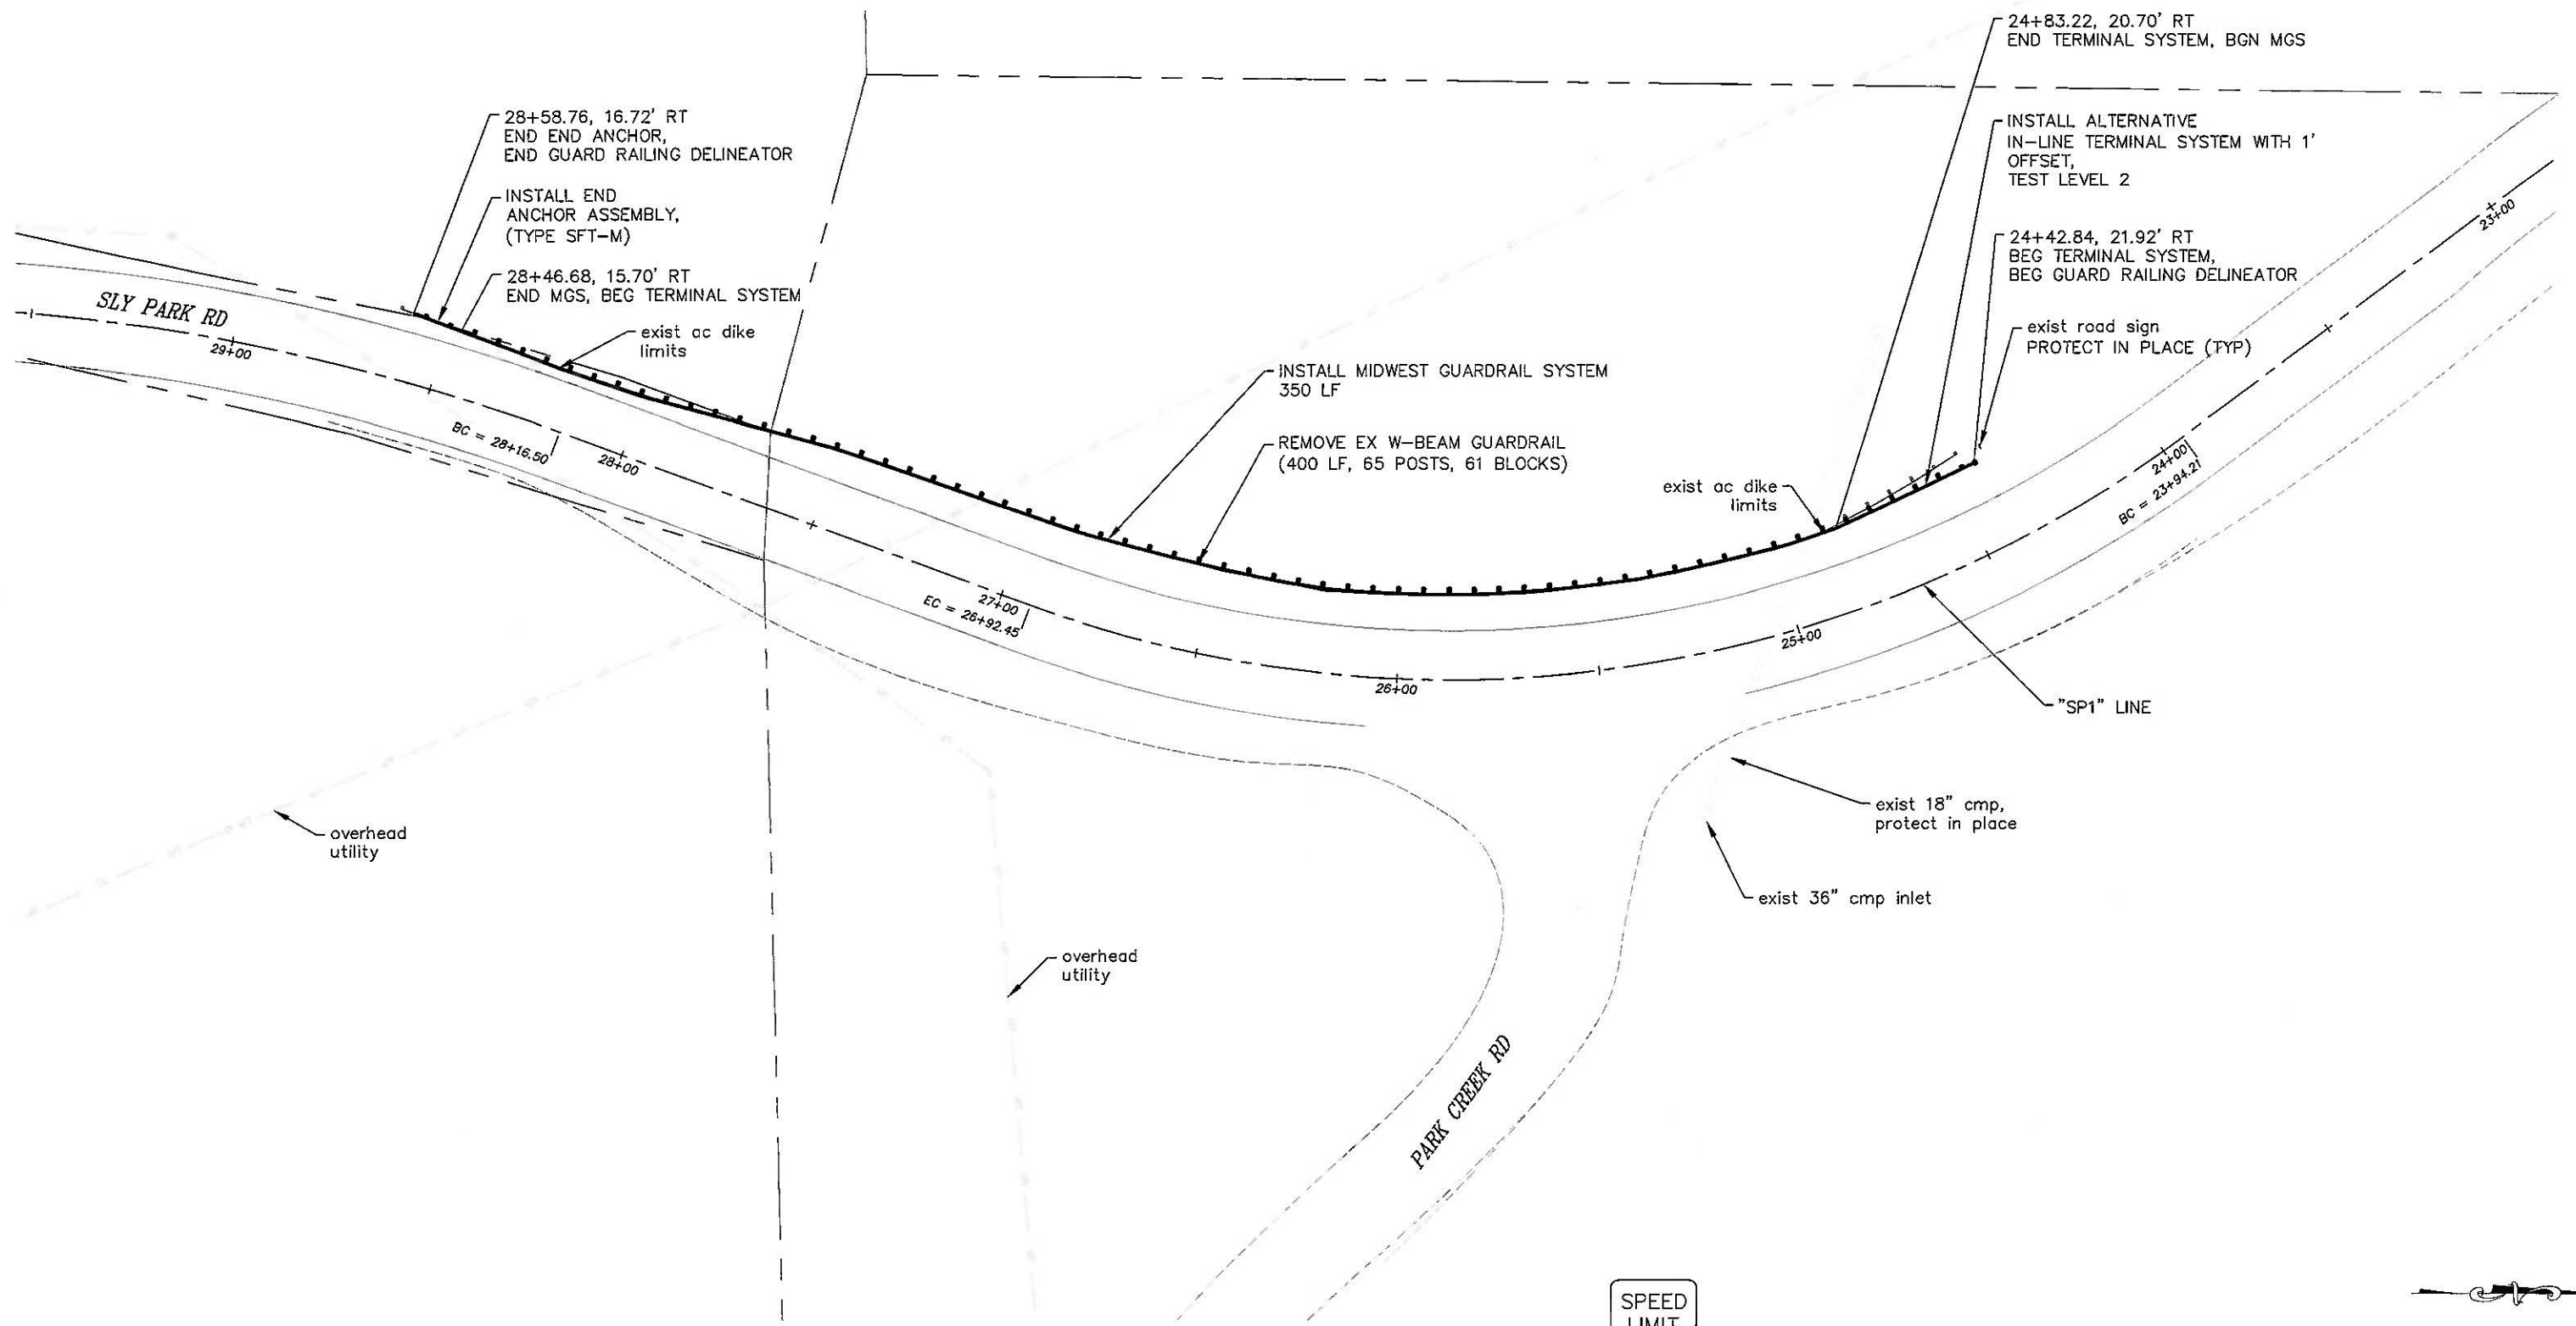 24+83.22, 20.70' RT
END TERMINAL SYSTEM, BGN MGS
28+58.76, 16.72' RT
END END ANCHOR,
END GUARD RAILING DELINEATOR
INSTALL ALTERNATIVE
IN-LINE TERMINAL SYSTEM WITH 1'
OFFSET,
TEST LEVEL 2
INSTALL END
ANCHOR ASSEMBLY,
(TYPE SFT-M)
23+00
24+42.84, 21.92' RT
BEG TERMINAL SYSTEM,
BEG GUARD RAILING DELINEATOR
28+46.68, 15.70' RT
END MGS, BEG TERMINAL SYSTEM
SLY PARK RD
29+00
exist ac dike
limits
exist road sign
PROTECT IN PLACE (TYP)
INSTALL MIDWEST GUARDRAIL SYSTEM
350 LF
BC = 28+16.50
28+00
REMOVE EX W-BEAM GUARDRAIL
(400 LF, 65 POSTS, 61 BLOCKS)
24+00
BC = 23+94.21
exist ac dike
limits
27+00
EC = 26+92.45
25+00
26+00
"SP1" LINE
exist 18" cmp,
protect in place
overhead
utility
exist 36" cmp inlet
overhead
utility
PARK CREEK RD
SPEED
LIMIT